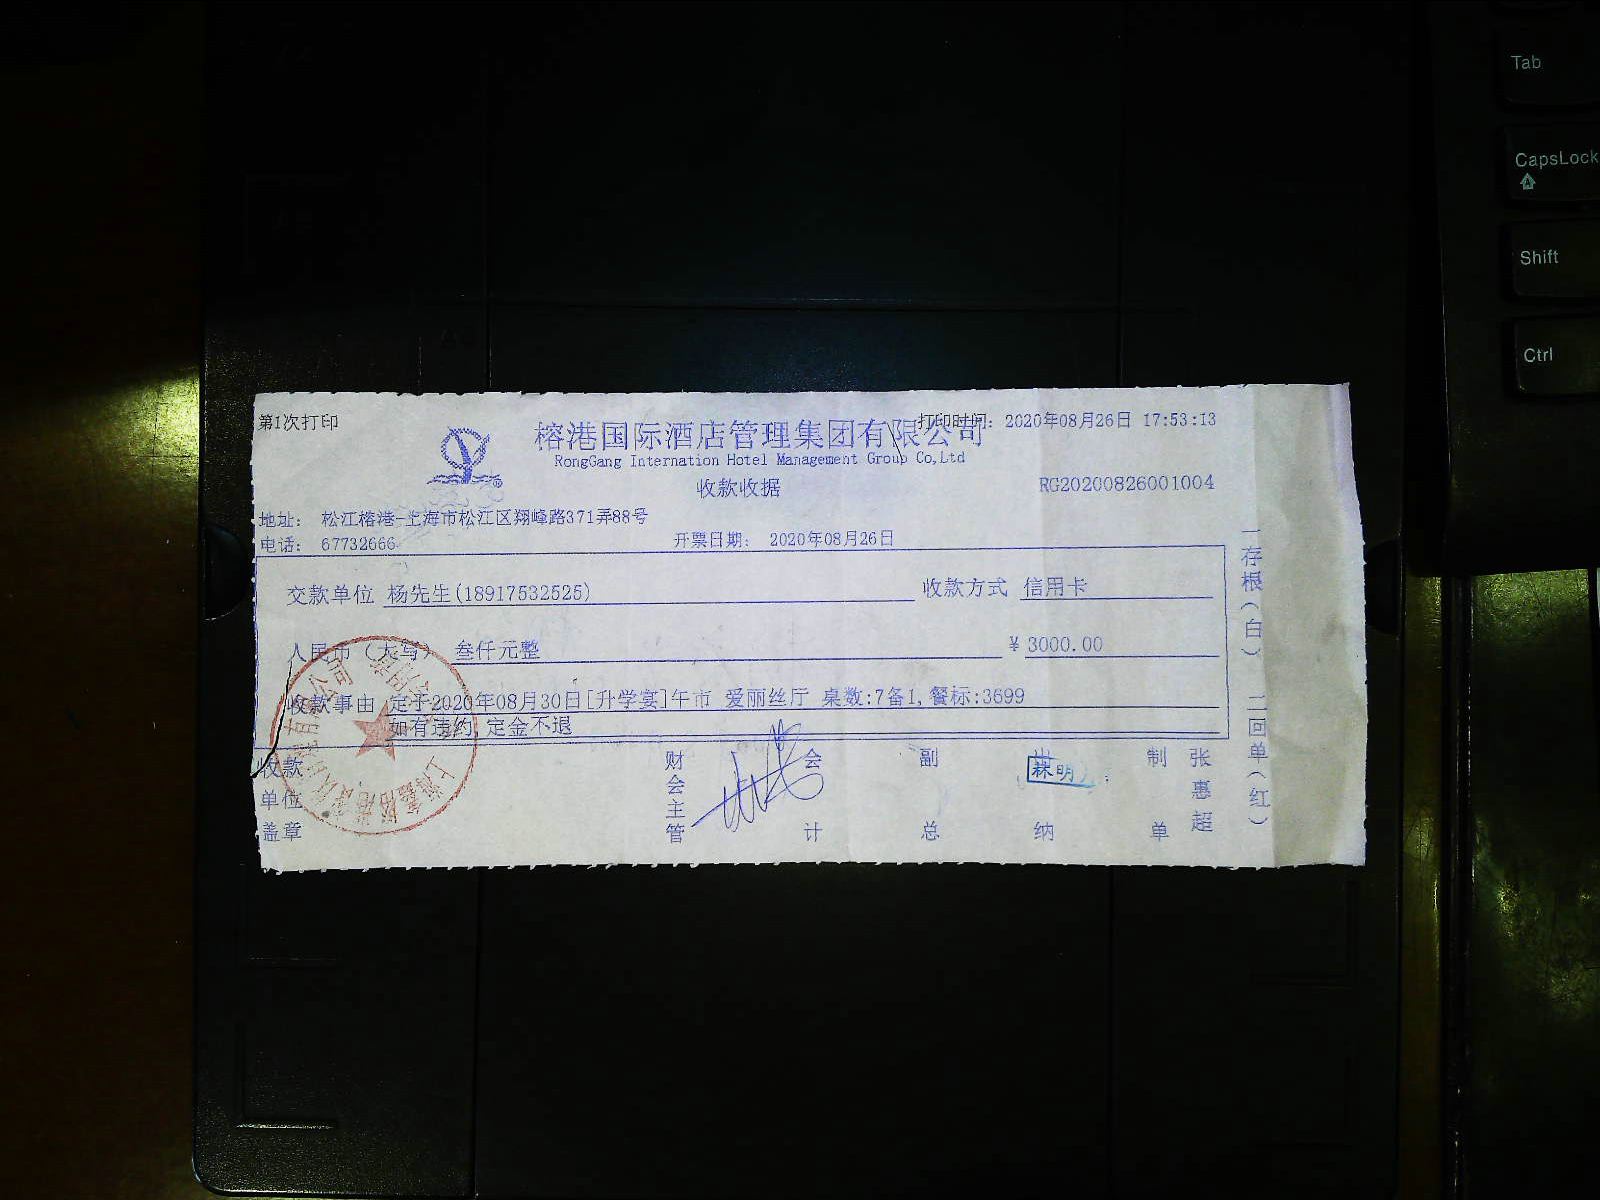 Tab
CapsLock
Shift
Ctrl
第1次打印
打印时间: 2020年08月26日 17:53:13
榕港国际酒店管理集团有限公司
RongGang Internation Hotel Management Group Co,Ltd
收款收据
RG20200826001004
地址: 松江榕港-上海市松江区翔峰路371弄88号
电话: 67732666
开票日期: 2020年08月26日
交款单位 杨先生(18917532525)
收款方式 信用卡
人民币（大写） 叁仟元整
¥ 3000.00
收款事由 定于2020年08月30日[升学宴]午市 爱丽丝厅 桌数:7备1,餐标:3699
如有违约,定金不退
收款单位盖章
财会主管
会计
副总
出纳
制单
张惠超
一存根（白） 二回单（红）